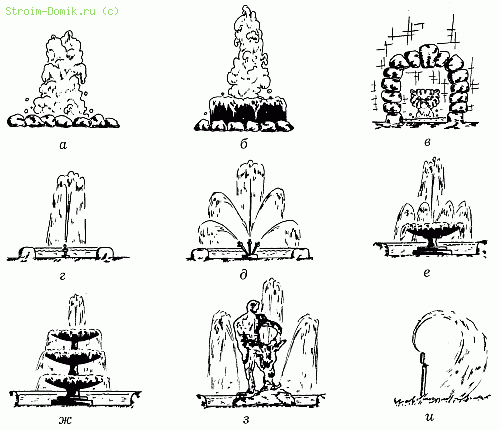 Stroim-Domik.ru (c)
а
б
в
г
д
е
ж
з
и